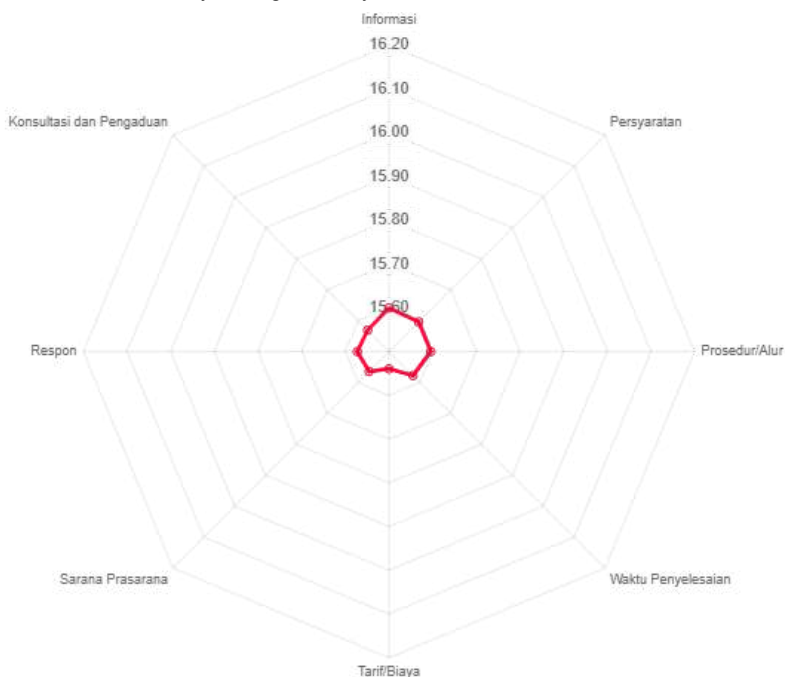 Informasi
16.20
16.10
Konsultasi dan Pengaduan
Persyaratan
16.00
15.90
15.80
15.70
15.60
Respon
Prosedur/Alur
Sarana Prasarana
Waktu Penyelesaian
Tarif/Biaya